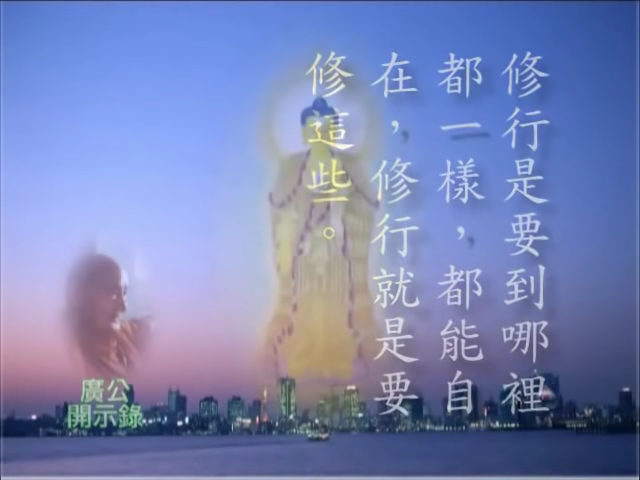 修行是要到哪裡
都一樣，都能自
在，修行就是要
修這些。
廣公
開示錄